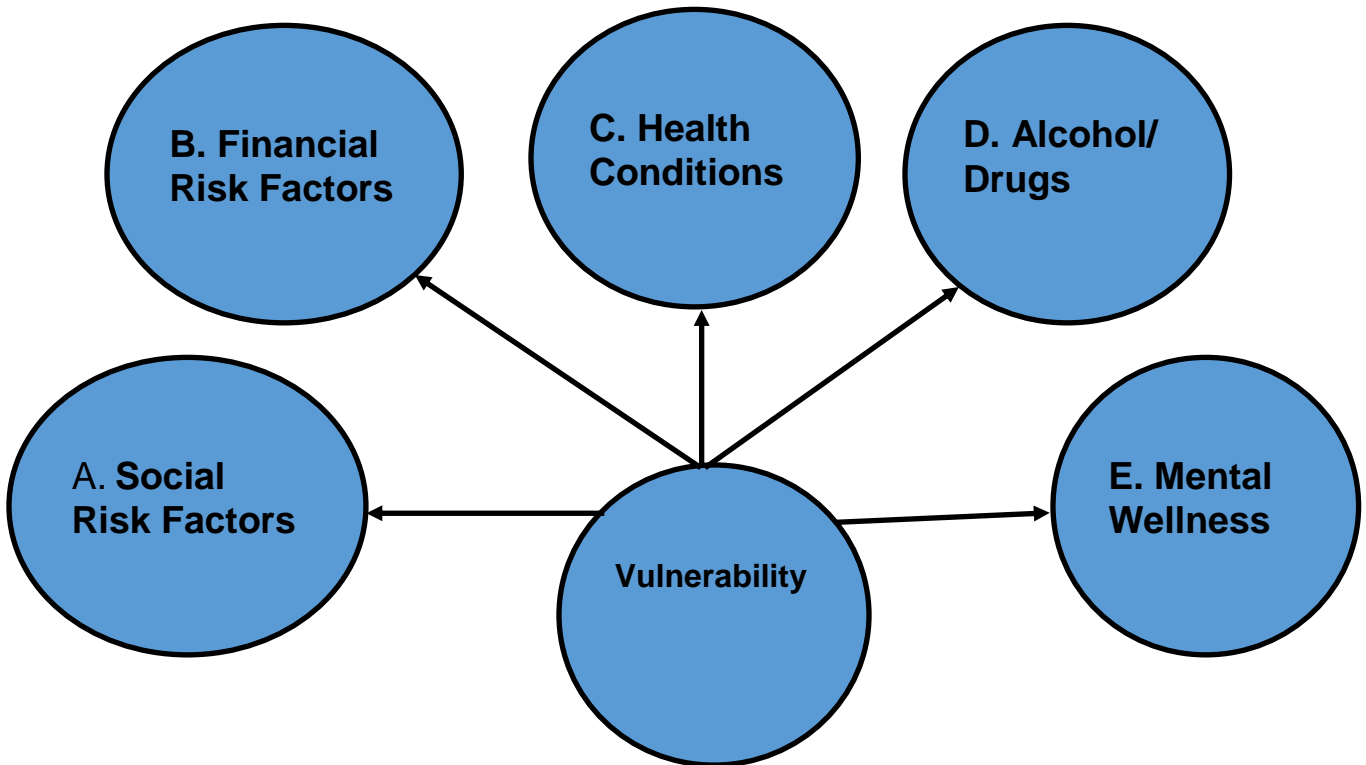 A. Social
Risk Factors
B. Financial
Risk Factors
C. Health
Conditions
D. Alcohol/
Drugs
E. Mental
Wellness
Vulnerability